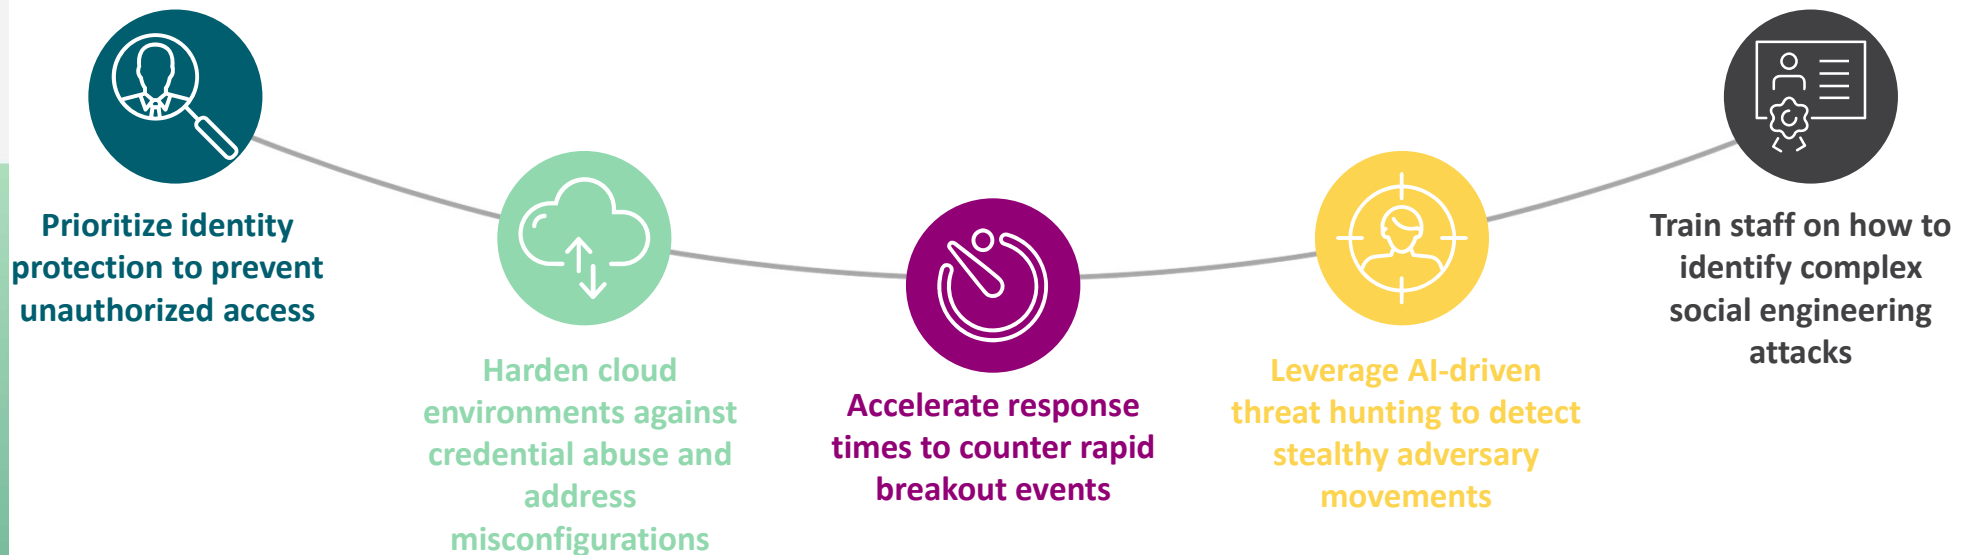 Prioritize identity
protection to prevent
unauthorized access
Harden cloud
environments against
credential abuse and
address
misconfigurations
Accelerate response
times to counter rapid
breakout events
Leverage AI-driven
threat hunting to detect
stealthy adversary
movements
Train staff on how to
identify complex
social engineering
attacks